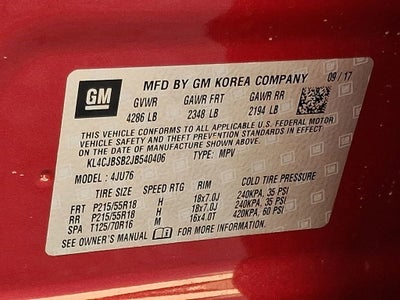 GM
MFD BY GM KOREA COMPANY 09/17
GVWR GAWR FRT GAWR RR
4286 LB 2348 LB 2194 LB
THIS VEHICLE CONFORMS TO ALL APPLICABLE U.S. FEDERAL MOTOR
VEHICLE SAFETY AND THEFT PREVENTION STANDARDS IN EFFECT
ON THE DATE OF MANUFACTURE SHOWN ABOVE.
KL4CJBSB2JB540406 TYPE: MPV
MODEL: 4JU76
TIRE SIZE SPEED RTG RIM COLD TIRE PRESSURE
FRT P215/55R18 H 18x7.0J 240KPA, 35 PSI
RR P215/55R18 H 18x7.0J 240KPA, 35 PSI
SPA T125/70R16 M 16x4.0T 420KPA, 60 PSI
SEE OWNER'S MANUAL FOR MORE INFORMATION